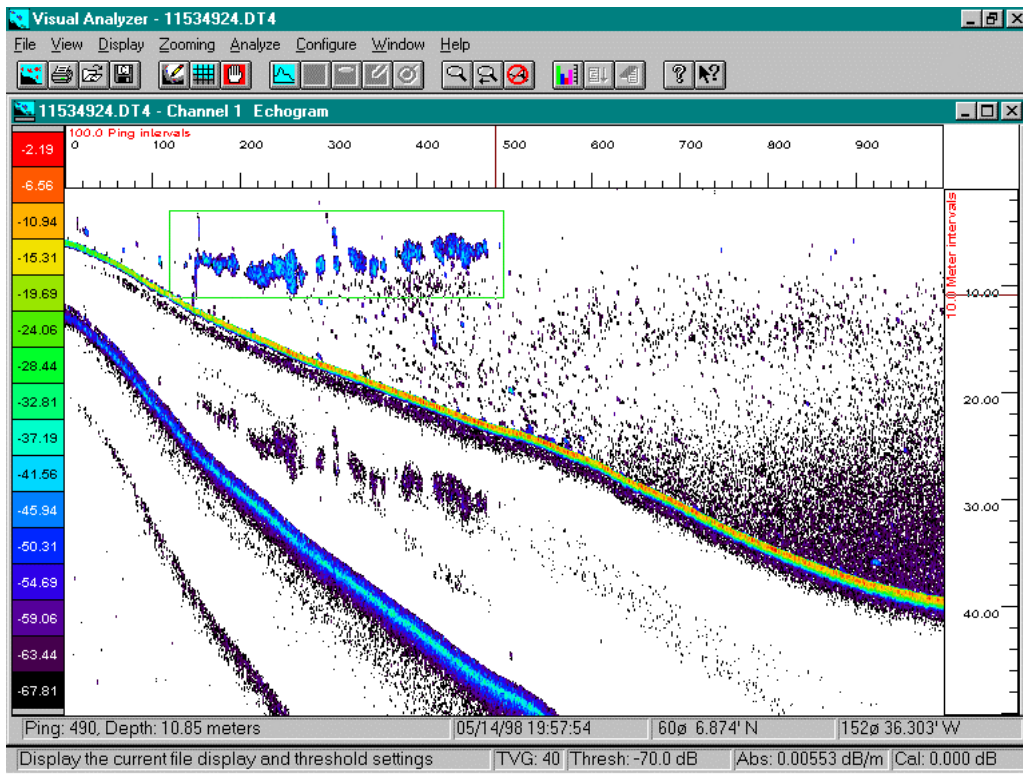 Visual Analyzer - 11534924.DT4
File View Display Zooming Analyze Configure Window Help
11534924.DT4 - Channel 1 Echogram
100.0 Ping intervals
0 100 200 300 400 500 600 700 800 900
-2.19
-6.56
-10.94
-15.31
-19.69
-24.06
-28.44
-32.81
-37.19
-41.56
-45.94
-50.31
-54.69
-59.06
-63.44
-67.81
10.0 Meter intervals
10.00
20.00
30.00
40.00
Ping: 490, Depth: 10.85 meters 05/14/98 19:57:54 60ø 6.874' N 152ø 36.303' W
Display the current file display and threshold settings TVG: 40 Thresh: -70.0 dB Abs: 0.00553 dB/m Cal: 0.000 dB